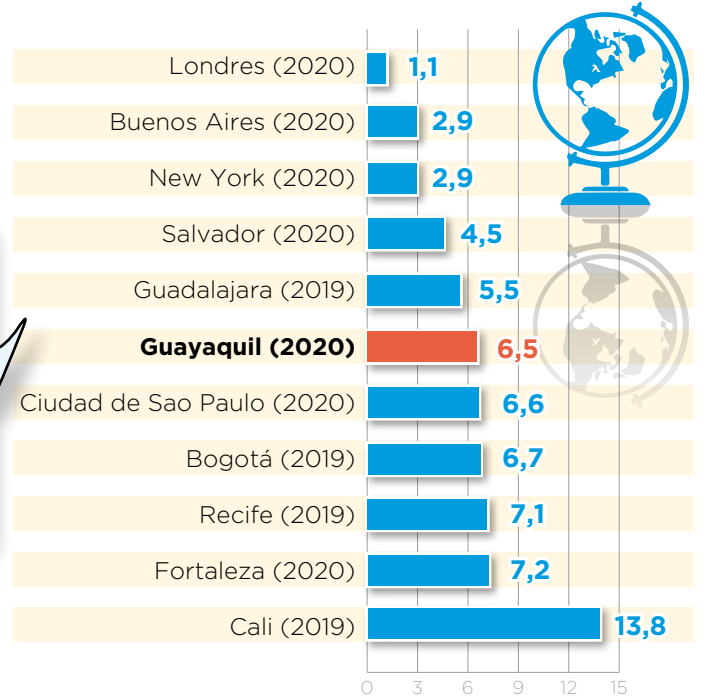 Londres (2020) 1,1
Buenos Aires (2020) 2,9
New York (2020) 2,9
Salvador (2020) 4,5
Guadalajara (2019) 5,5
Guayaquil (2020) 6,5
Ciudad de Sao Paulo (2020) 6,6
Bogotá (2019) 6,7
Recife (2019) 7,1
Fortaleza (2020) 7,2
Cali (2019) 13,8
0 3 6 9 12 15